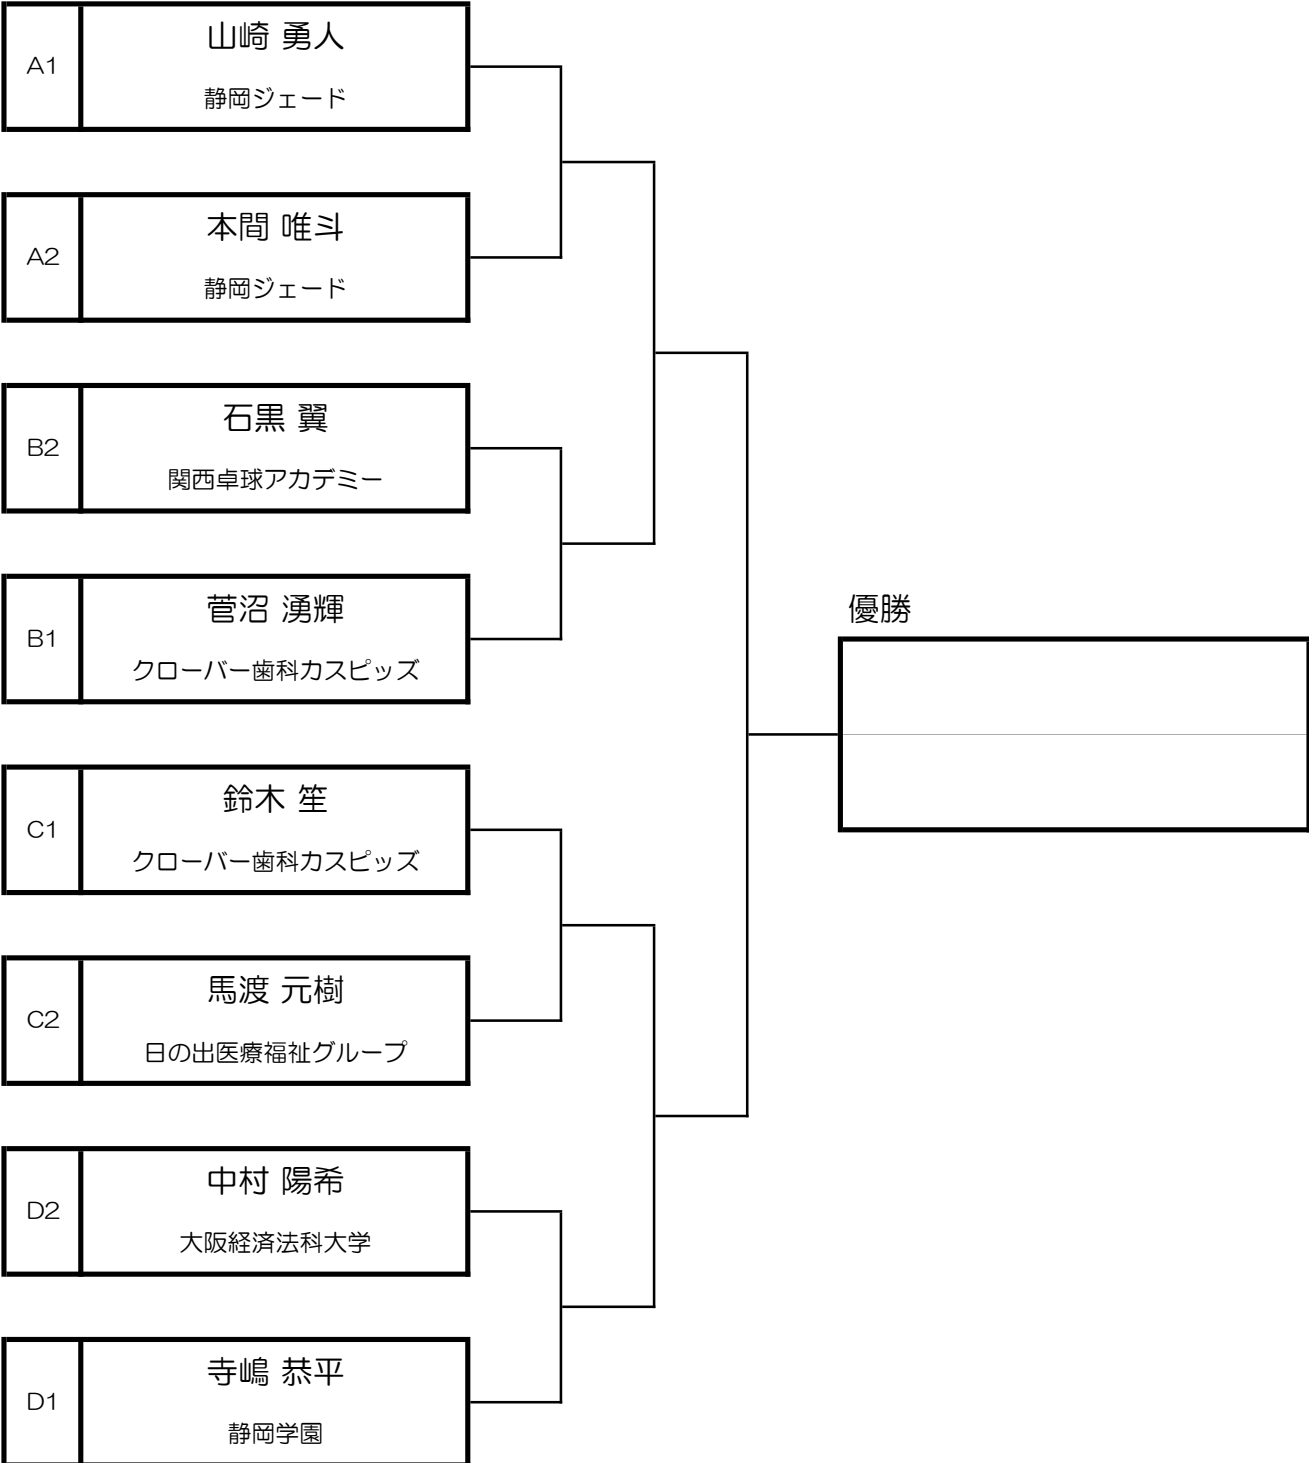 A1
山崎 勇人
静岡ジェード
A2
本間 唯斗
静岡ジェード
B2
石黒 翼
関西卓球アカデミー
B1
菅沼 湧輝
クローバー歯科カスピッズ
C1
鈴木 笙
クローバー歯科カスピッズ
C2
馬渡 元樹
日の出医療福祉グループ
D2
中村 陽希
大阪経済法科大学
D1
寺嶋 恭平
静岡学園
優勝